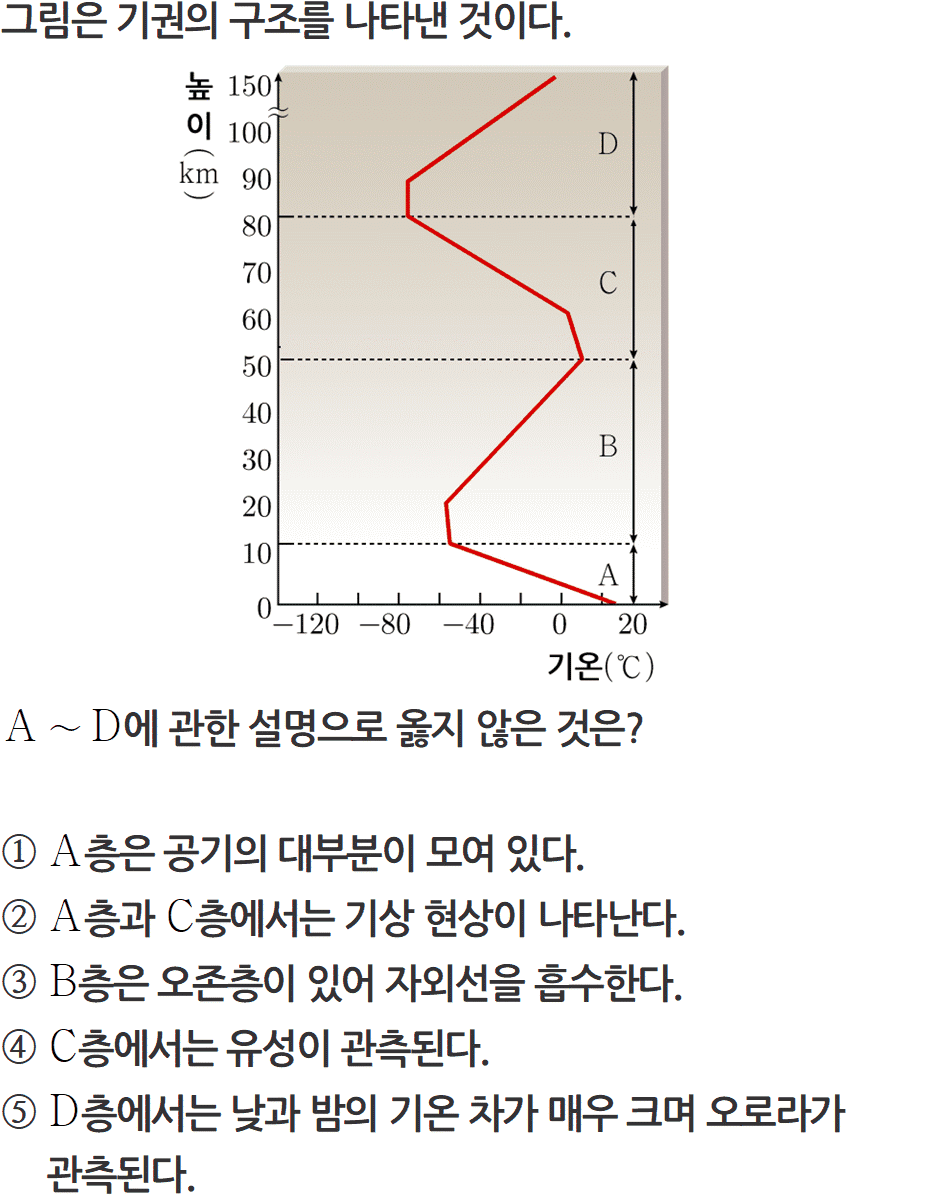 그림은 기권의 구조를 나타낸 것이다.
높이(km)
150
100
90
80
70
60
50
40
30
20
10
0
D
C
B
A
−120 −80 −40 0 20
기온(℃)
A ~ D에 관한 설명으로 옳지 않은 것은?
① A층은 공기의 대부분이 모여 있다.
② A층과 C층에서는 기상 현상이 나타난다.
③ B층은 오존층이 있어 자외선을 흡수한다.
④ C층에서는 유성이 관측된다.
⑤ D층에서는 낮과 밤의 기온 차가 매우 크며 오로라가
관측된다.